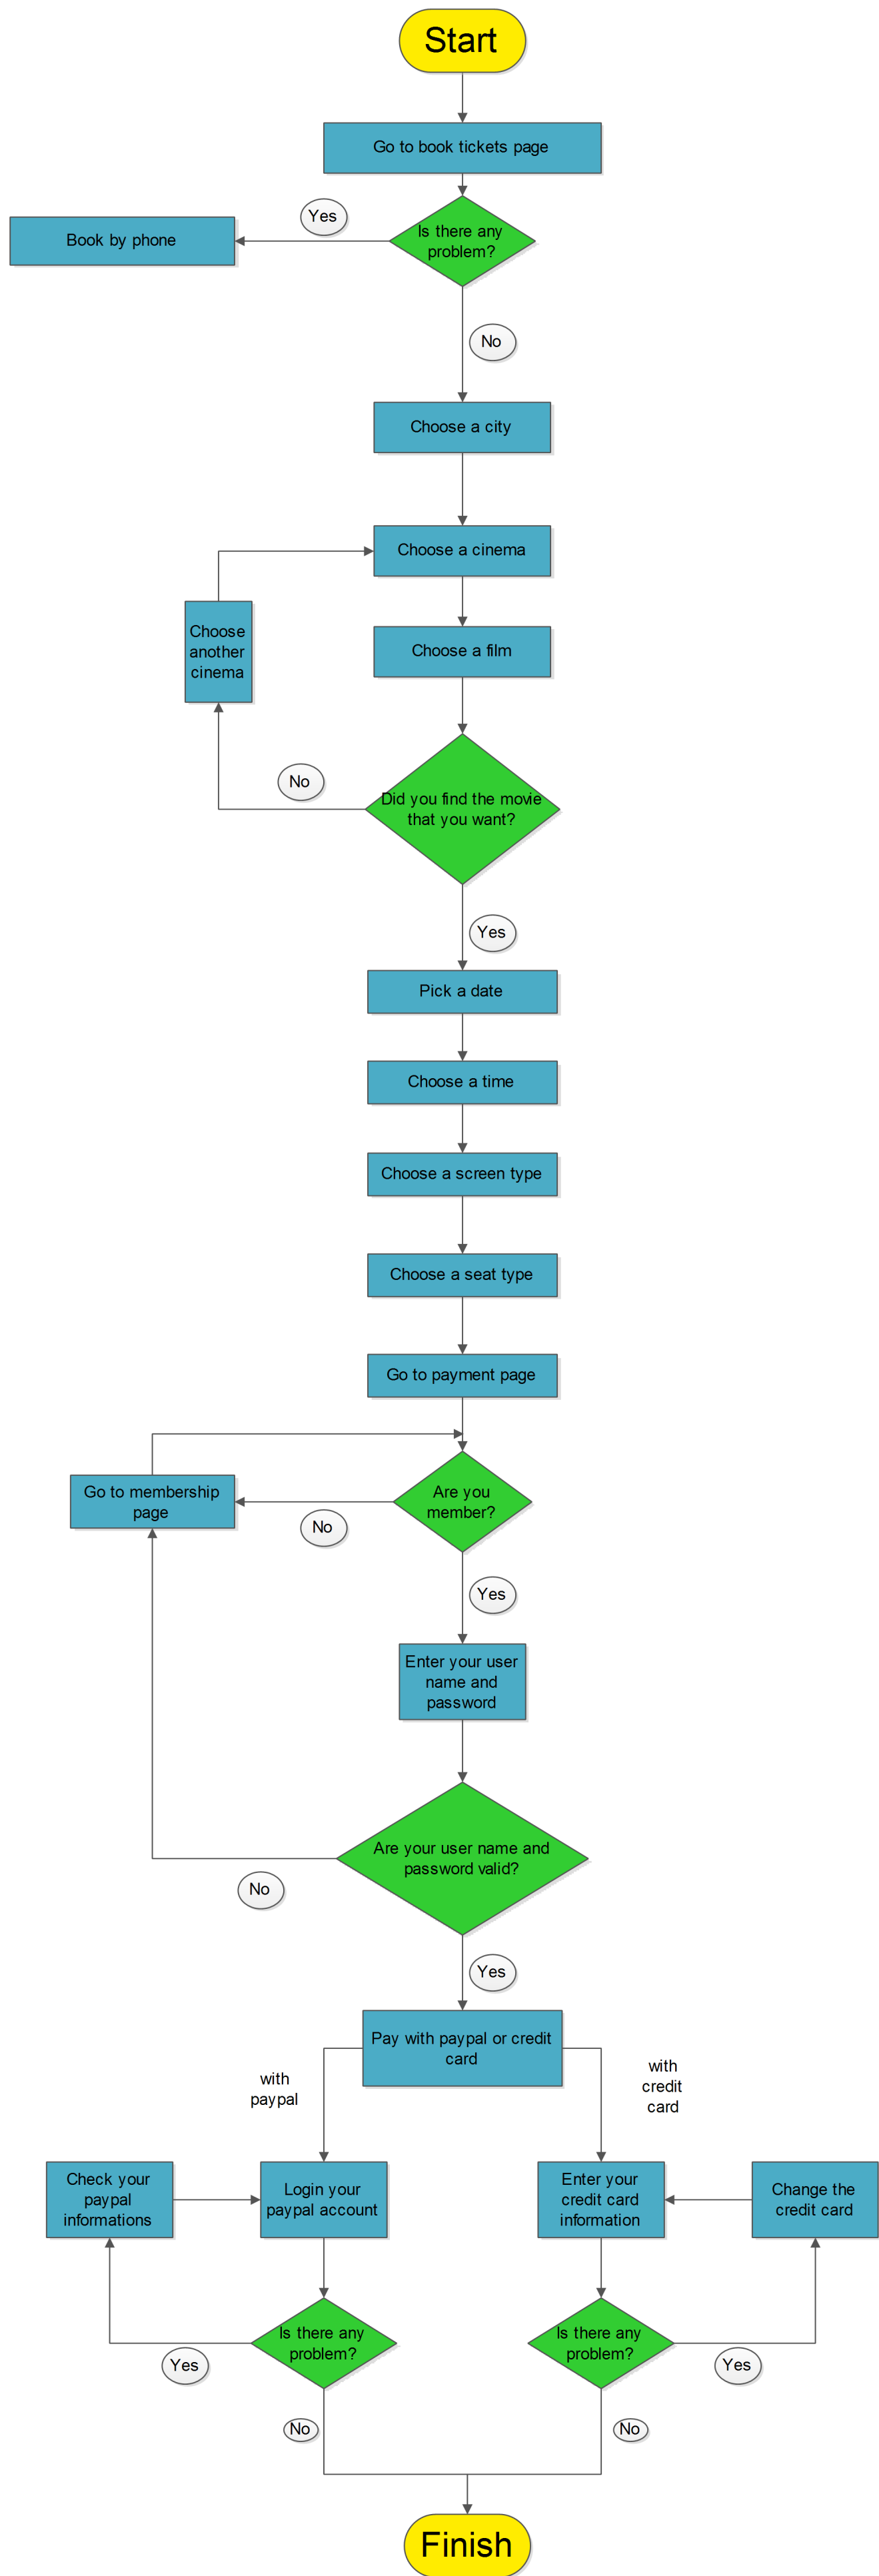 Start
Go to book tickets page
Yes
Is there any
problem?
Book by phone
No
Choose a city
Choose a cinema
Choose
another
cinema
Choose a film
No
Did you find the movie
that you want?
Yes
Pick a date
Choose a time
Choose a screen type
Choose a seat type
Go to payment page
Go to membership
page
Are you
member?
No
Yes
Enter your user
name and
password
Are your user name and
password valid?
No
Yes
Pay with paypal or credit
card
with
paypal
with
credit
card
Check your
paypal
informations
Login your
paypal account
Enter your
credit card
information
Change the
credit card
Is there any
problem?
Is there any
problem?
Yes
Yes
No
No
Finish